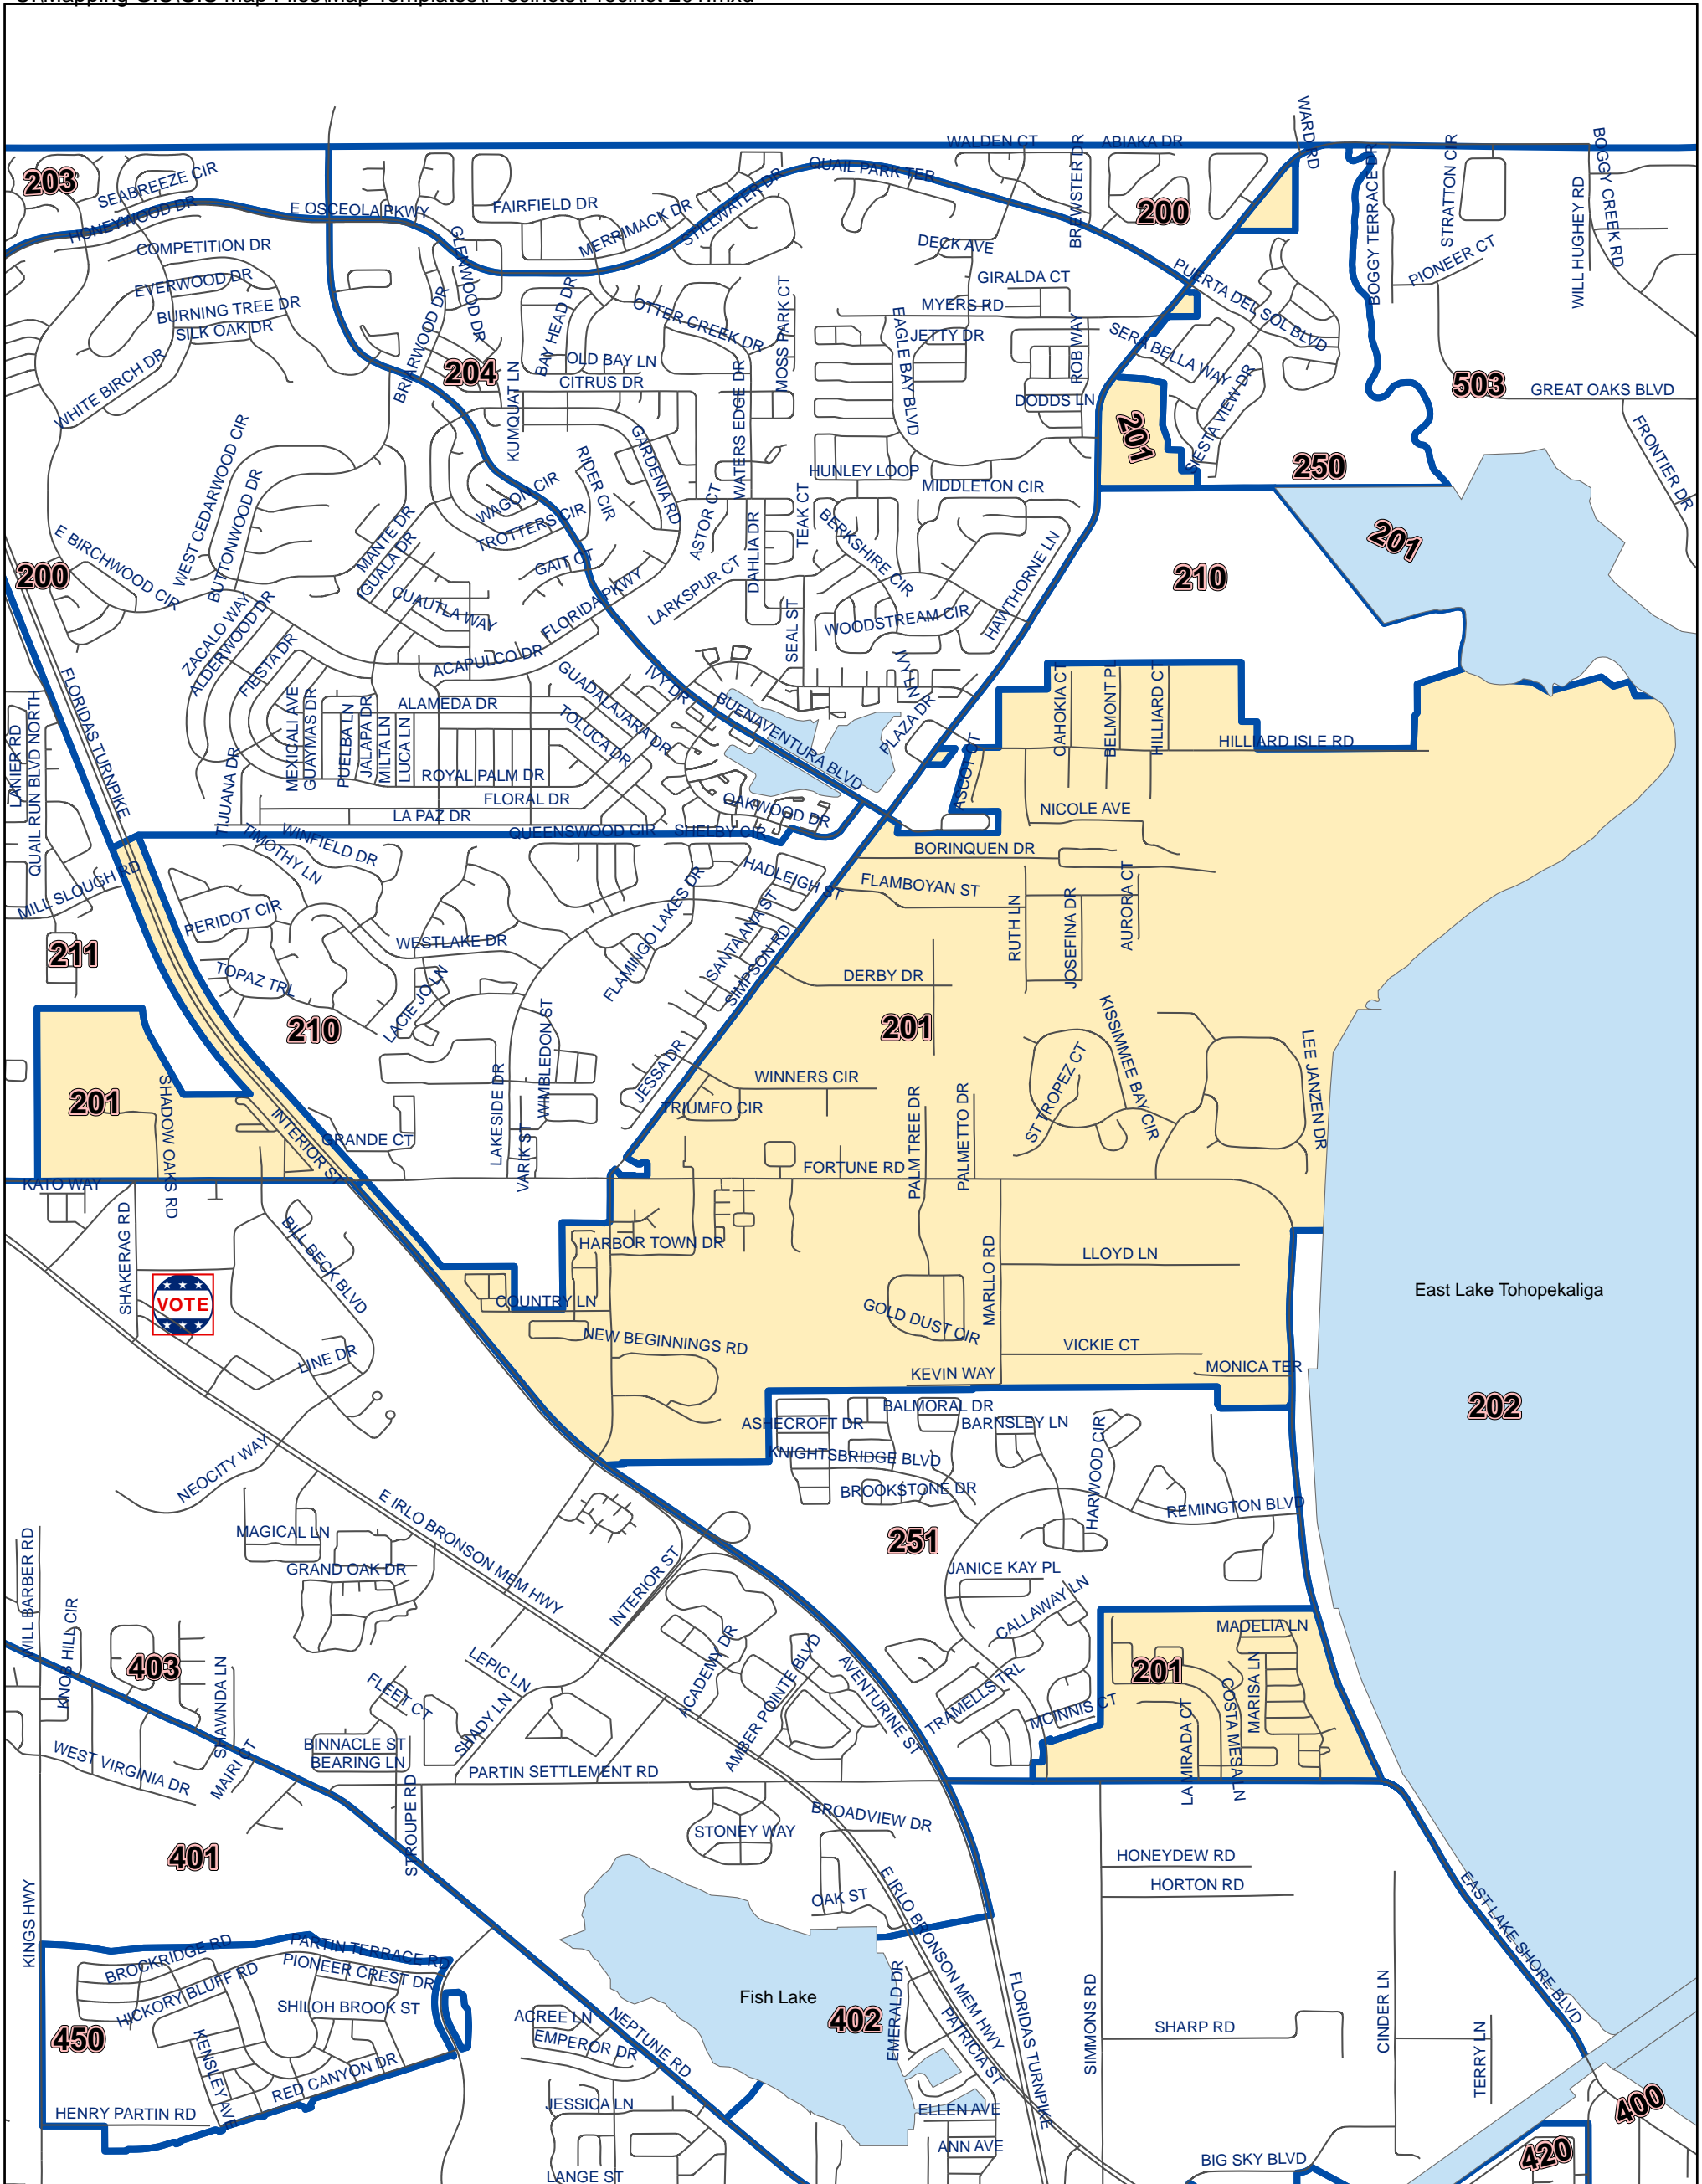 WALDEN CT
ABIAKA DR
WARD RD
BOGGY CREEK RD
203
SEABREEZE CIR
HONEYWOOD DR
E OSCEOLA PKWY
FAIRFIELD DR
MERRIMACK DR
STILLWATER DR
QUAIL PARK TER
BREWSTER DR
200
BOGGY TERRACE DR
STRATTON CIR
PIONEER CT
WILL HUGHEY RD
COMPETITION DR
GLENWOOD DR
DECK AVE
PUERTA DEL SOL BLVD
EVERWOOD DR
BURNING TREE DR
SILK OAK DR
WHITE BIRCH DR
BRIARWOOD DR
BAY HEAD DR
OTTER CREEK DR
MOSS PARK CT
GIRALDA CT
MYERS RD
EAGLE BAY BLVD
JETTY DR
ROB WAY
SERA BELLA WAY
204
OLD BAY LN
CITRUS DR
KUMQUAT LN
WATERS EDGE DR
DODDS LN
SIESTA VIEW DR
503
GREAT OAKS BLVD
FRONTIER DR
201
250
WEST CEDARWOOD CIR
BUTTONWOOD DR
RIDER CIR
GARDENIA RD
HUNLEY LOOP
MIDDLETON CIR
WAGON CIR
TROTTERS CIR
ASTOR CT
TEAK CT
BERKSHIRE CIR
DAHLIA DR
201
E BIRCHWOOD CIR
MANTE DR
IGUALA DR
GAIT CT
LARKSPUR CT
HAWTHORNE LN
200
210
CUAUTLA WAY
FLORIDA PKWY
SEAL ST
WOODSTREAM CIR
ZACALO WAY
ALDERWOOD DR
FIESTA DR
ACAPULCO DR
GUADALAJARA DR
IVY DR
IVY LN
FLORIDAS TURNPIKE
MEXICALI AVE
GUAYMAS DR
PUELBA LN
JALAPA DR
MILTA LN
LUCA LN
ALAMEDA DR
TOLUCA DR
BUENAVENTURA BLVD
PLAZA DR
CAHOKIA CT
BELMONT PL
HILLIARD CT
HILLIARD ISLE RD
LANIER RD
QUAIL RUN BLVD NORTH
TIJUANA DR
ROYAL PALM DR
FLORAL DR
LA PAZ DR
OAKWOOD DR
ASCOT CT
NICOLE AVE
QUEENSWOOD CIR
SHELBY CIR
WINFIELD DR
TIMOTHY LN
BORINQUEN DR
HADLEIGH ST
FLAMBOYAN ST
MILL SLOUGH RD
PERIDOT CIR
WESTLAKE DR
FLAMINGO LAKES DR
SANTAANA ST
SIMPSON RD
RUTH LN
JOSEFINA DR
AURORA CT
211
TOPAZ TRL
LACIE JO LN
DERBY DR
210
WIMBLEDON ST
201
KISSIMMEE BAY CIR
LEE JANZEN DR
201
SHADOW OAKS RD
INTERIOR ST
LAKESIDE DR
JESSA DR
WINNERS CIR
TRIUMFO CIR
ST TROPEZ CT
GRANDE CT
VARIK ST
FORTUNE RD
PALM TREE DR
PALMETTO DR
KATO WAY
SHAKERAG RD
BILL BECK BLVD
HARBOR TOWN DR
MARLLO RD
LLOYD LN
East Lake Tohopekaliga
VOTE
COUNTRY LN
GOLD DUST CIR
NEW BEGINNINGS RD
VICKIE CT
LINE DR
KEVIN WAY
MONICA TER
202
BALMORAL DR
ASHECROFT DR
BARNSLEY LN
KNIGHTSBRIDGE BLVD
HARWOOD CIR
NEOCITY WAY
BROOKSTONE DR
REMINGTON BLVD
E IRLO BRONSON MEM HWY
MAGICAL LN
GRAND OAK DR
251
INTERIOR ST
JANICE KAY PL
CALLAWAY LN
WILL BARBER RD
KNOB HILL CIR
MADELIA LN
403
SHAWNDA LN
LEPIC LN
ACADEMY DR
AMBER POINTE BLVD
AVENTURINE ST
TRAMELLS TRL
201
FLEET CT
SHADY LN
MCINNIS CT
LA MIRADA CT
COSTA MESA LN
MARISA LN
WEST VIRGINIA DR
MAIRI CT
BINNACLE ST
BEARING LN
PARTIN SETTLEMENT RD
STROUPE RD
BROADVIEW DR
STONEY WAY
401
HONEYDEW RD
HORTON RD
OAK ST
E IRLO BRONSON MEM HWY
EAST LAKE SHORE BLVD
KINGS HWY
BROCKRIDGE RD
PARTIN TERRACE RD
PIONEER CREST DR
HICKORY BLUFF RD
SHILOH BROOK ST
Fish Lake
402
EMERALD DR
FLORIDAS TURNPIKE
SIMMONS RD
CINDER LN
450
ACREE LN
EMPEROR DR
NEPTUNE RD
PATRICIA ST
SHARP RD
TERRY LN
KENSLEY AVE
RED CANYON DR
HENRY PARTIN RD
JESSICA LN
ELLEN AVE
400
ANN AVE
BIG SKY BLVD
420
LANGE ST